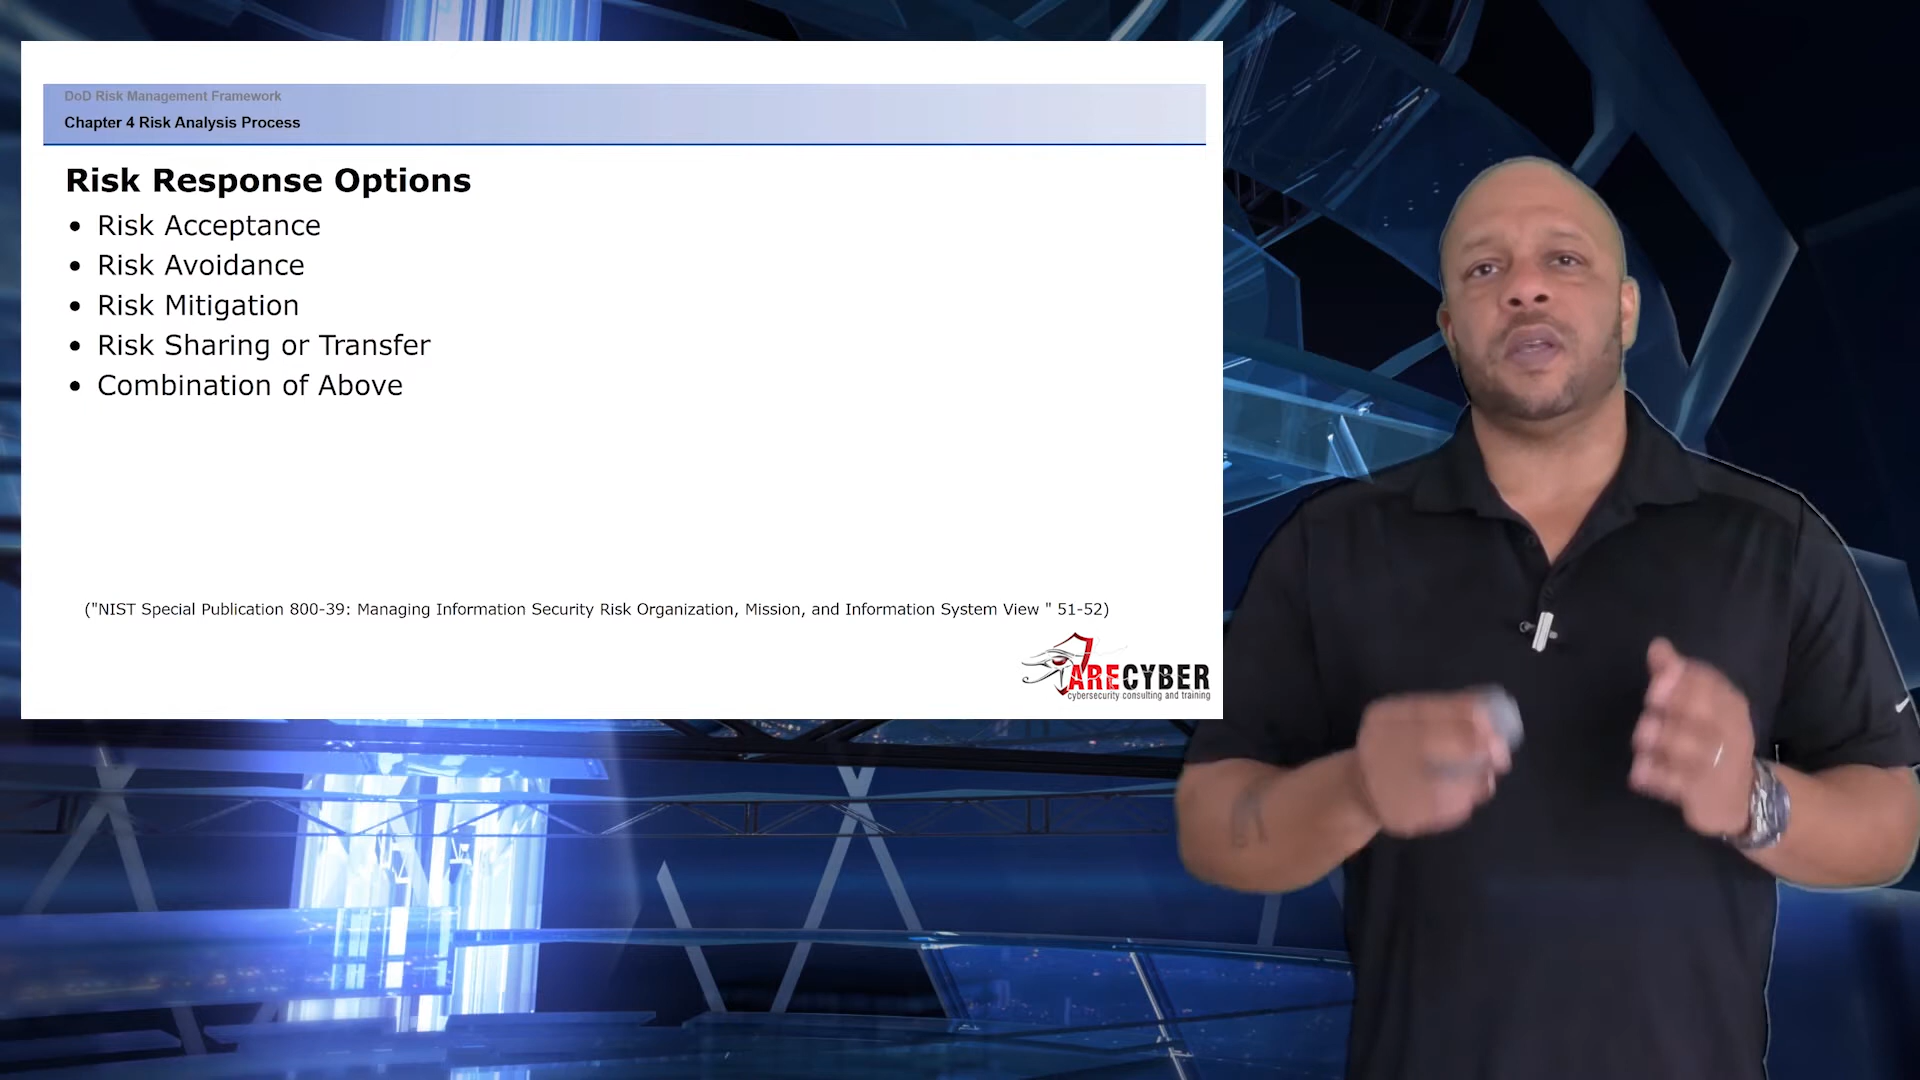 DoD Risk Management Framework
Chapter 4 Risk Analysis Process
Risk Response Options
• Risk Acceptance
• Risk Avoidance
• Risk Mitigation
• Risk Sharing or Transfer
• Combination of Above
("NIST Special Publication 800-39: Managing Information Security Risk Organization, Mission, and Information System View " 51-52)
ARECYBER
cybersecurity consulting and training